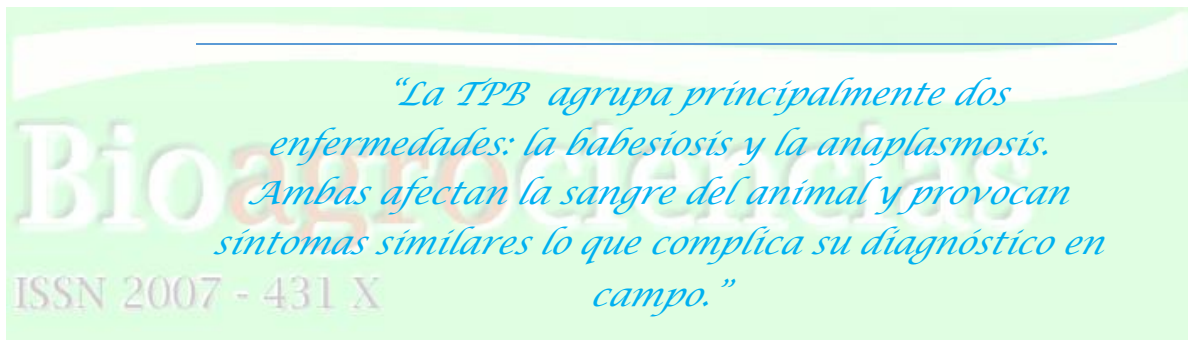 “La TPB agrupa principalmente dos
enfermedades: la babesiosis y la anaplasmosis.
Ambas afectan la sangre del animal y provocan
síntomas similares lo que complica su diagnóstico en
campo.”
Bioagrociencias
ISSN 2007 - 431 X